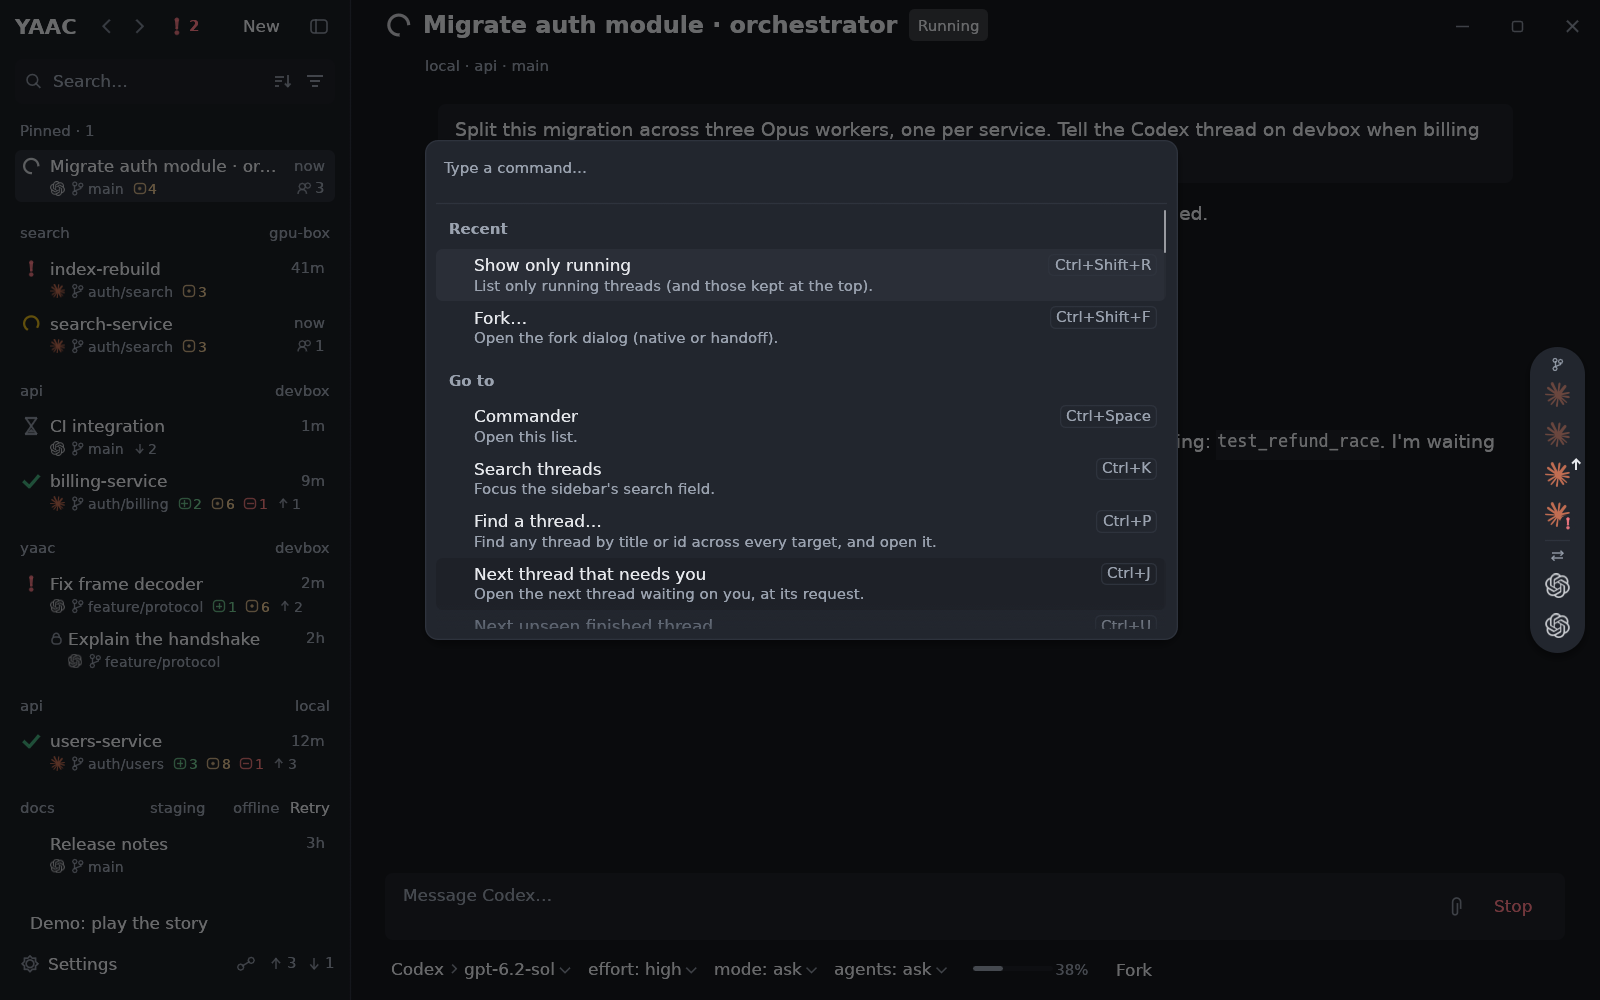 YAAC
2
New
Search...
Pinned · 1
Migrate auth module · or... now
main 4 3
search gpu-box
index-rebuild 41m
auth/search 3
search-service now
auth/search 3 1
api devbox
CI integration 1m
main ↓2
billing-service 9m
auth/billing 2 6 1 ↑1
yaac devbox
Fix frame decoder 2m
feature/protocol 1 6 ↑2
Explain the handshake 2h
feature/protocol
api local
users-service 12m
auth/users 3 8 1 ↑3
docs staging offline Retry
Release notes 3h
main
Demo: play the story
Settings ↑3 ↓1
Migrate auth module · orchestrator Running
local · api · main
Split this migration across three Opus workers, one per service. Tell the Codex thread on devbox when billing
ed.
ing: test_refund_race. I'm waiting
Type a command...
Recent
Show only running Ctrl+Shift+R
List only running threads (and those kept at the top).
Fork... Ctrl+Shift+F
Open the fork dialog (native or handoff).
Go to
Commander Ctrl+Space
Open this list.
Search threads Ctrl+K
Focus the sidebar's search field.
Find a thread... Ctrl+P
Find any thread by title or id across every target, and open it.
Next thread that needs you Ctrl+J
Open the next thread waiting on you, at its request.
Next unseen finished thread Ctrl+U
Message Codex...
Stop
Codex › gpt-6.2-sol effort: high mode: ask agents: ask 38% Fork